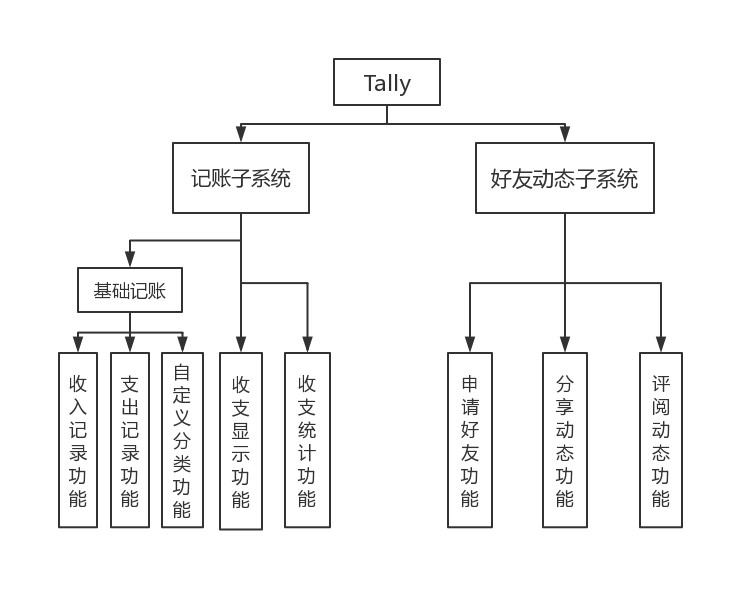 Tally
记账子系统
好友动态子系统
基础记账
收入记录功能
支出记录功能
自定义分类功能
收支显示功能
收支统计功能
申请好友功能
分享动态功能
评阅动态功能